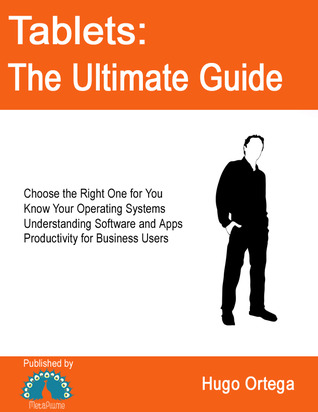 Tablets:
The Ultimate Guide
Choose the Right One for You
Know Your Operating Systems
Understanding Software and Apps
Productivity for Business Users
Published by
MetaPlume
Hugo Ortega